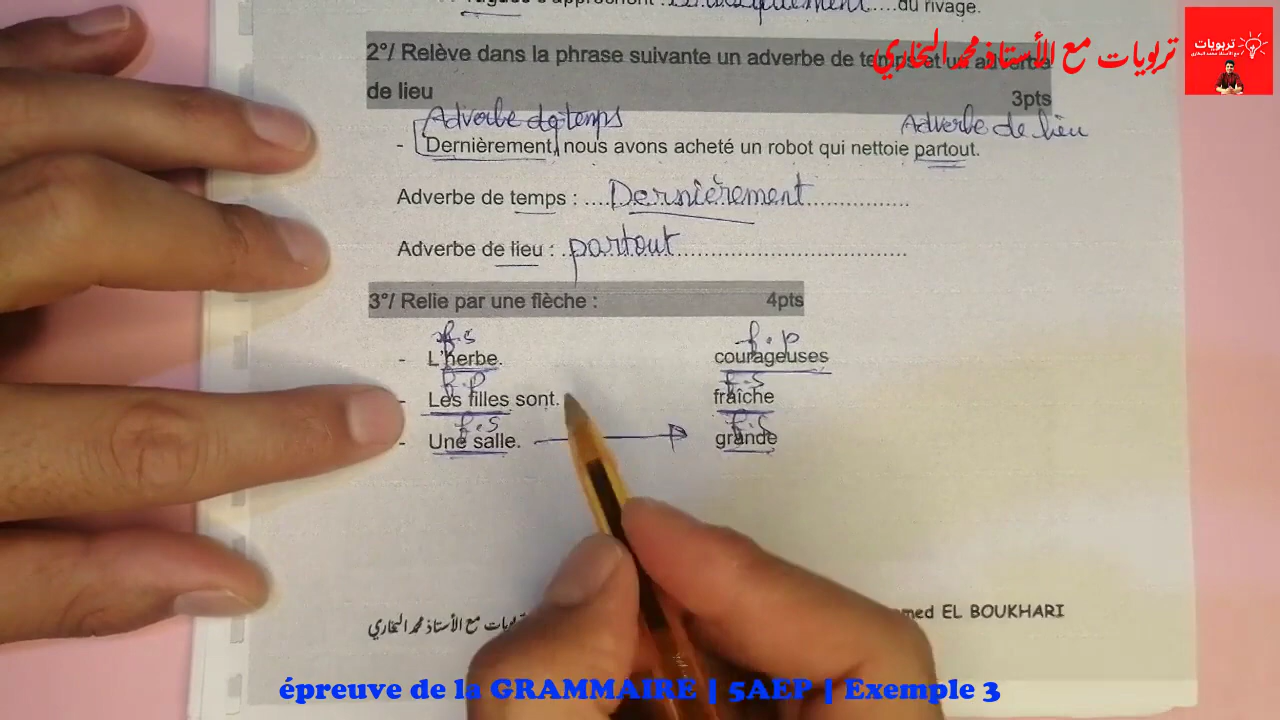 du rivage.
تربويات مع الأستاذ محمد البخاري
تربويات
2°/ Relève dans la phrase suivante un adverbe de temps et un adverbe
de lieu 3pts
Adverbe de temps Adverbe de lieu
- Dernièrement, nous avons acheté un robot qui nettoie partout.
Adverbe de temps : ....Dernièrement................
Adverbe de lieu : ..partout....................................
3°/ Relie par une flèche : 4pts
f.s f.p
- L'herbe. courageuses
f.p f.s
- Les filles sont. fraîche
f.s f.s
- Une salle. grande
med EL BOUKHARI
ات مع الأستاذ محمد البخاري
épreuve de la GRAMMAIRE | 5AEP | Exemple 3